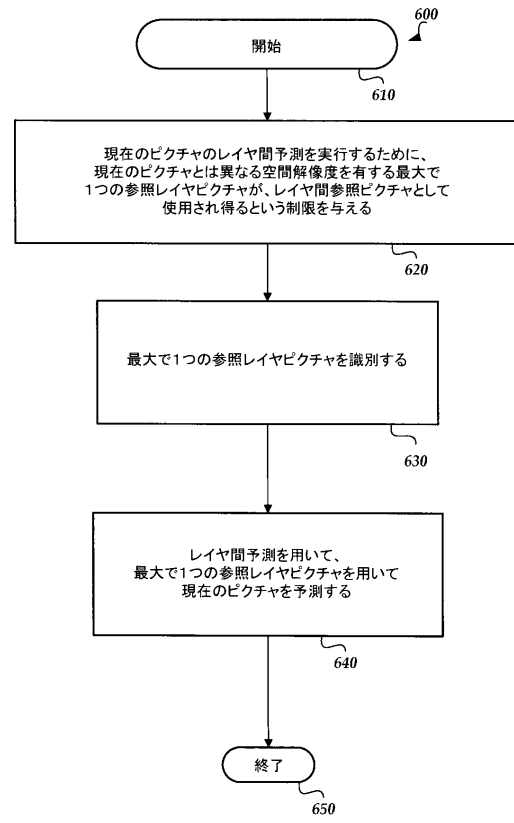 600
開始
610
現在のピクチャのレイヤ間予測を実行するために、
現在のピクチャとは異なる空間解像度を有する最大で
1つの参照レイヤピクチャが、レイヤ間参照ピクチャとして
使用され得るという制限を与える
620
最大で1つの参照レイヤピクチャを識別する
630
レイヤ間予測を用いて、
最大で1つの参照レイヤピクチャを用いて
現在のピクチャを予測する
640
終了
650